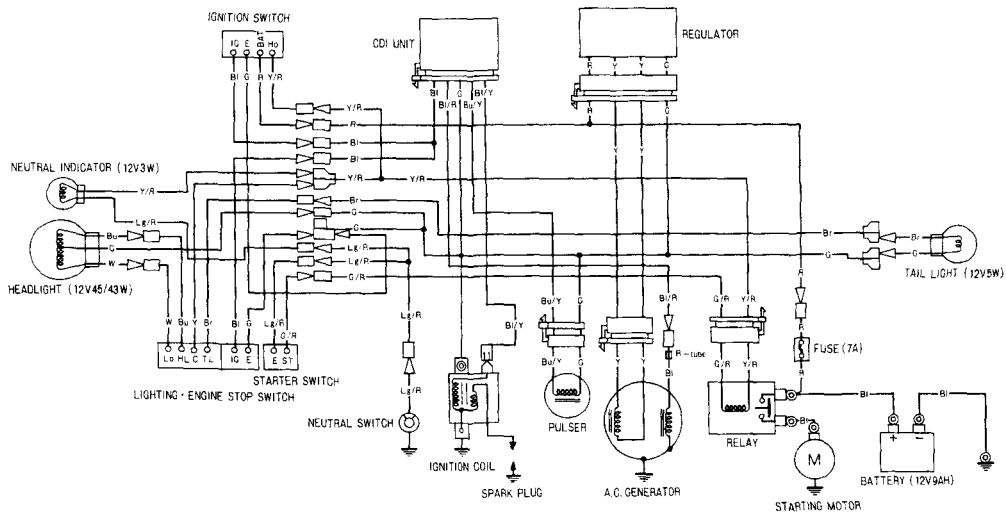 IGNITION SWITCH
IG E BAT Ho
Bl G R Y/R
CDI UNIT
Bl G Bl/Y
Bl/R Bu/Y
REGULATOR
R Y Y G
R Y Y G
Y/R
R
Bl
Bl
Y/R Y/R Y/R
Br
G
G
Lg/R
Lg/R
G/R
NEUTRAL INDICATOR (12V3W)
Y/R
Lg/R
Bu
G
W
HEADLIGHT (12V45/43W)
Br Br
G G
TAIL LIGHT (12V5W)
W Bu Y Br Bl G Lg/R G/R
Lo HL C TL IG E E ST
STARTER SWITCH
LIGHTING · ENGINE STOP SWITCH
Lg/R
Lg/R
NEUTRAL SWITCH
Bl/Y
IGNITION COIL
SPARK PLUG
Bu/Y G
Bu/Y G
PULSER
Y Y
Bl/R
R-tube
Bl
A.C. GENERATOR
G/R Y/R
G/R Y/R
RELAY
R
R
FUSE (7A)
R
Bl
Bl
Bl
M
STARTING MOTOR
+ −
BATTERY (12V9AH)